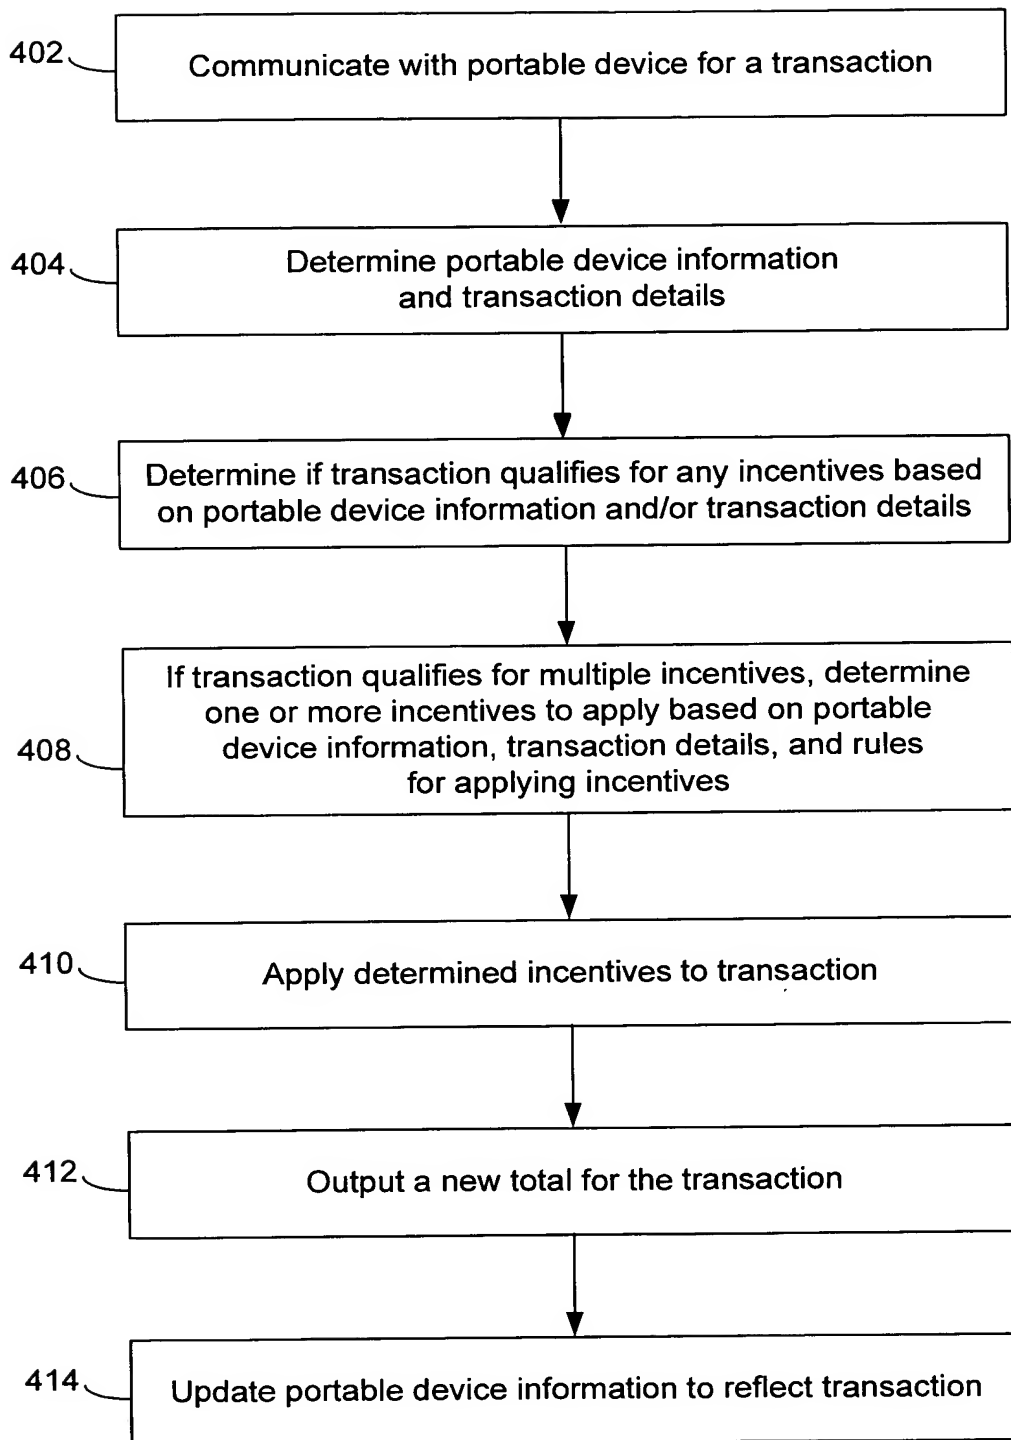 402
Communicate with portable device for a transaction
404
Determine portable device information
and transaction details
406
Determine if transaction qualifies for any incentives based
on portable device information and/or transaction details
408
If transaction qualifies for multiple incentives, determine
one or more incentives to apply based on portable
device information, transaction details, and rules
for applying incentives
410
Apply determined incentives to transaction
412
Output a new total for the transaction
414
Update portable device information to reflect transaction